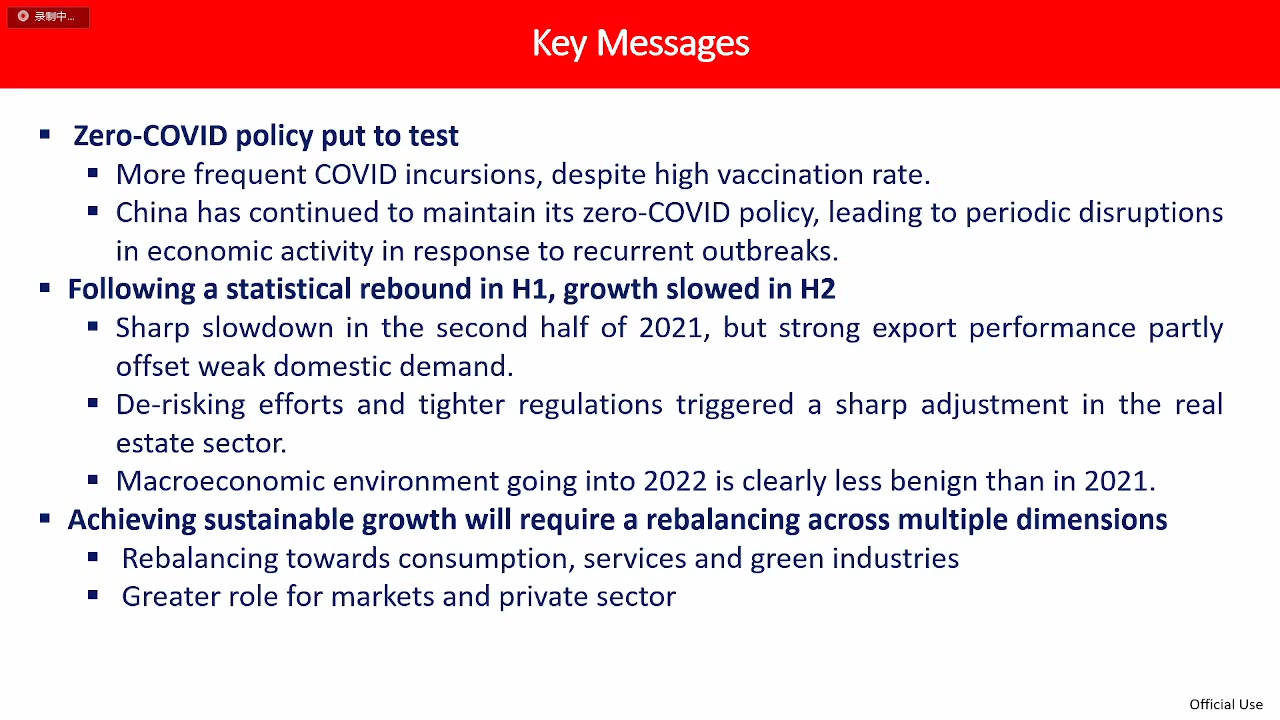 录制中...
Key Messages
▪ Zero-COVID policy put to test
▪ More frequent COVID incursions, despite high vaccination rate.
▪ China has continued to maintain its zero-COVID policy, leading to periodic disruptions
in economic activity in response to recurrent outbreaks.
▪ Following a statistical rebound in H1, growth slowed in H2
▪ Sharp slowdown in the second half of 2021, but strong export performance partly
offset weak domestic demand.
▪ De-risking efforts and tighter regulations triggered a sharp adjustment in the real
estate sector.
▪ Macroeconomic environment going into 2022 is clearly less benign than in 2021.
▪ Achieving sustainable growth will require a rebalancing across multiple dimensions
▪ Rebalancing towards consumption, services and green industries
▪ Greater role for markets and private sector
Official Use